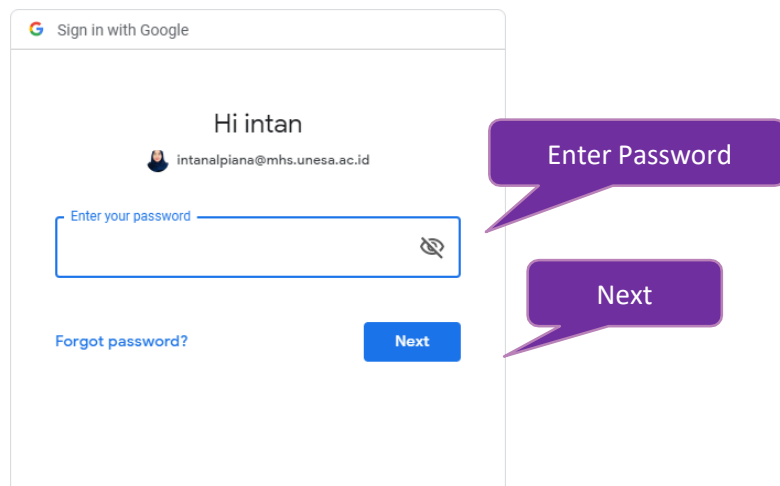 Sign in with Google
Hi intan
intanalpiana@mhs.unesa.ac.id
Enter Password
Enter your password
Next
Forgot password?
Next